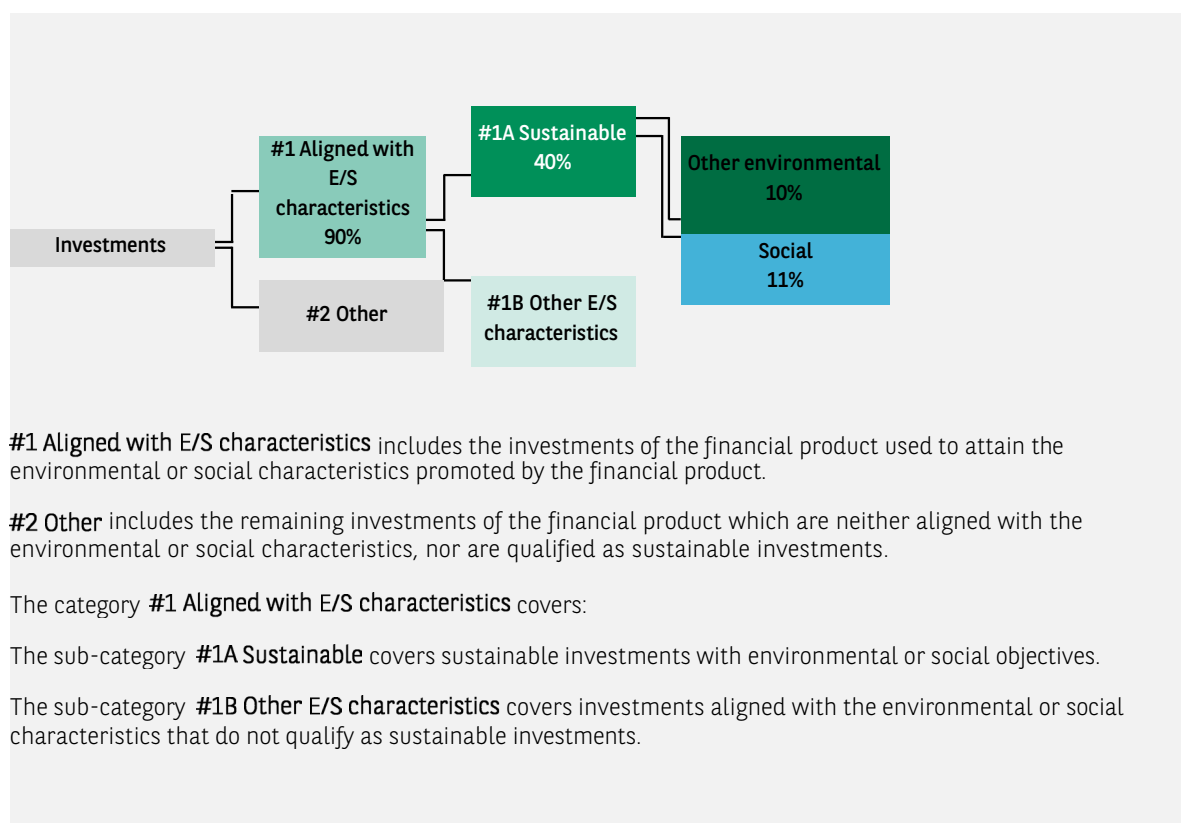 Investments
#1 Aligned with
E/S
characteristics
90%
#2 Other
#1A Sustainable
40%
#1B Other E/S
characteristics
Other environmental
10%
Social
11%
#1 Aligned with E/S characteristics includes the investments of the financial product used to attain the
environmental or social characteristics promoted by the financial product.
#2 Other includes the remaining investments of the financial product which are neither aligned with the
environmental or social characteristics, nor are qualified as sustainable investments.
The category #1 Aligned with E/S characteristics covers:
The sub-category #1A Sustainable covers sustainable investments with environmental or social objectives.
The sub-category #1B Other E/S characteristics covers investments aligned with the environmental or social
characteristics that do not qualify as sustainable investments.